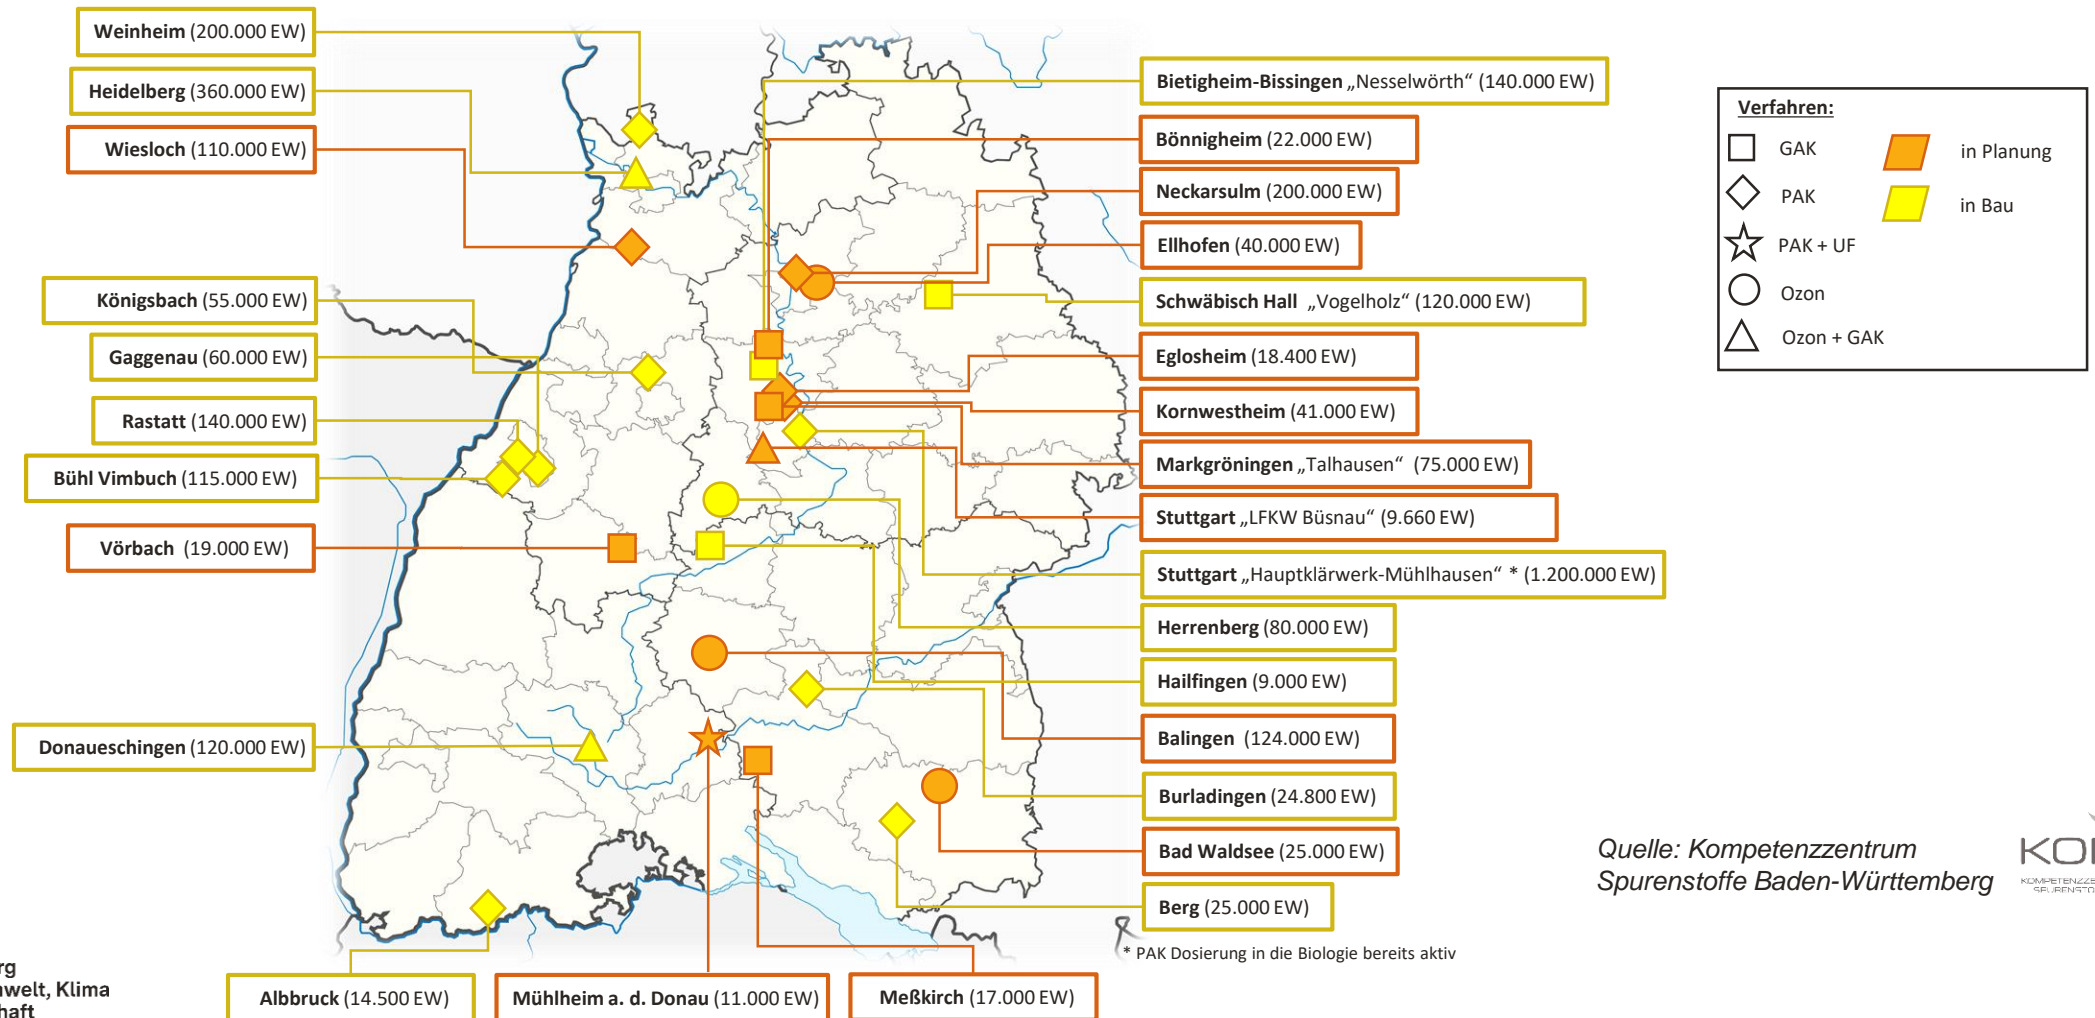 Weinheim (200.000 EW)
Heidelberg (360.000 EW)
Wiesloch (110.000 EW)
Königsbach (55.000 EW)
Gaggenau (60.000 EW)
Rastatt (140.000 EW)
Bühl Vimbuch (115.000 EW)
Vörbach (19.000 EW)
Donaueschingen (120.000 EW)
Albbruck (14.500 EW)
Mühlheim a. d. Donau (11.000 EW)
Meßkirch (17.000 EW)
Bietigheim-Bissingen „Nesselwörth“ (140.000 EW)
Bönnigheim (22.000 EW)
Neckarsulm (200.000 EW)
Ellhofen (40.000 EW)
Schwäbisch Hall „Vogelholz“ (120.000 EW)
Eglosheim (18.400 EW)
Kornwestheim (41.000 EW)
Markgröningen „Talhausen“ (75.000 EW)
Stuttgart „LFKW Büsnau“ (9.660 EW)
Stuttgart „Hauptklärwerk-Mühlhausen“ * (1.200.000 EW)
Herrenberg (80.000 EW)
Hailfingen (9.000 EW)
Balingen (124.000 EW)
Burladingen (24.800 EW)
Bad Waldsee (25.000 EW)
Berg (25.000 EW)
* PAK Dosierung in die Biologie bereits aktiv
Verfahren:
GAK
PAK
PAK + UF
Ozon
Ozon + GAK
in Planung
in Bau
Quelle: Kompetenzzentrum
Spurenstoffe Baden-Württemberg
rg
nwelt, Klima
haft